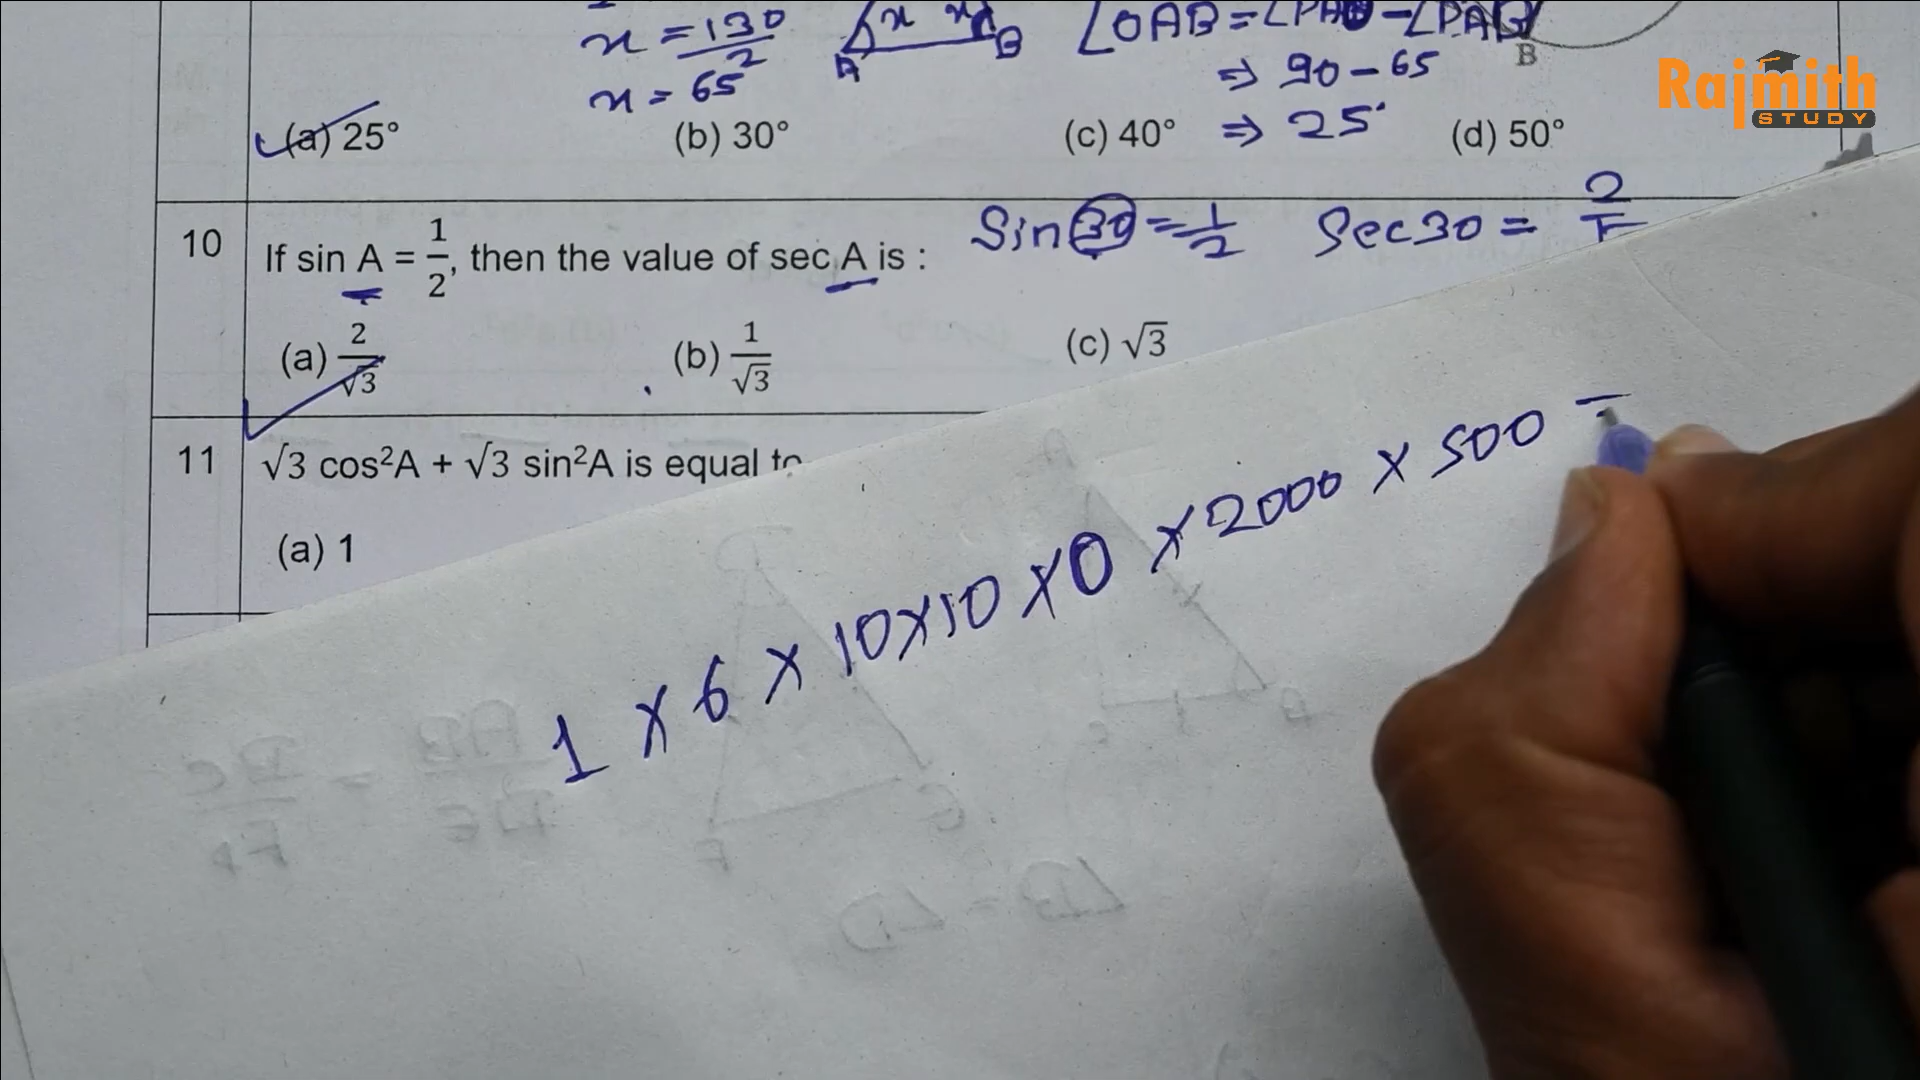 x = 130/2 A x x B ∠OAB = ∠PAO - ∠PAB B
x = 65 ⇒ 90 - 65
Rajmith STUDY
(a) 25° (b) 30° (c) 40° ⇒ 25° (d) 50°
10 If sin A = 1/2, then the value of sec A is : Sin 30 = 1/2 Sec 30 = 2/
(a) 2/√3 (b) 1/√3 (c) √3
11 √3 cos²A + √3 sin²A is equal to
(a) 1
1 × 6 × 10 × 10 × 0 × 2000 × 500 =